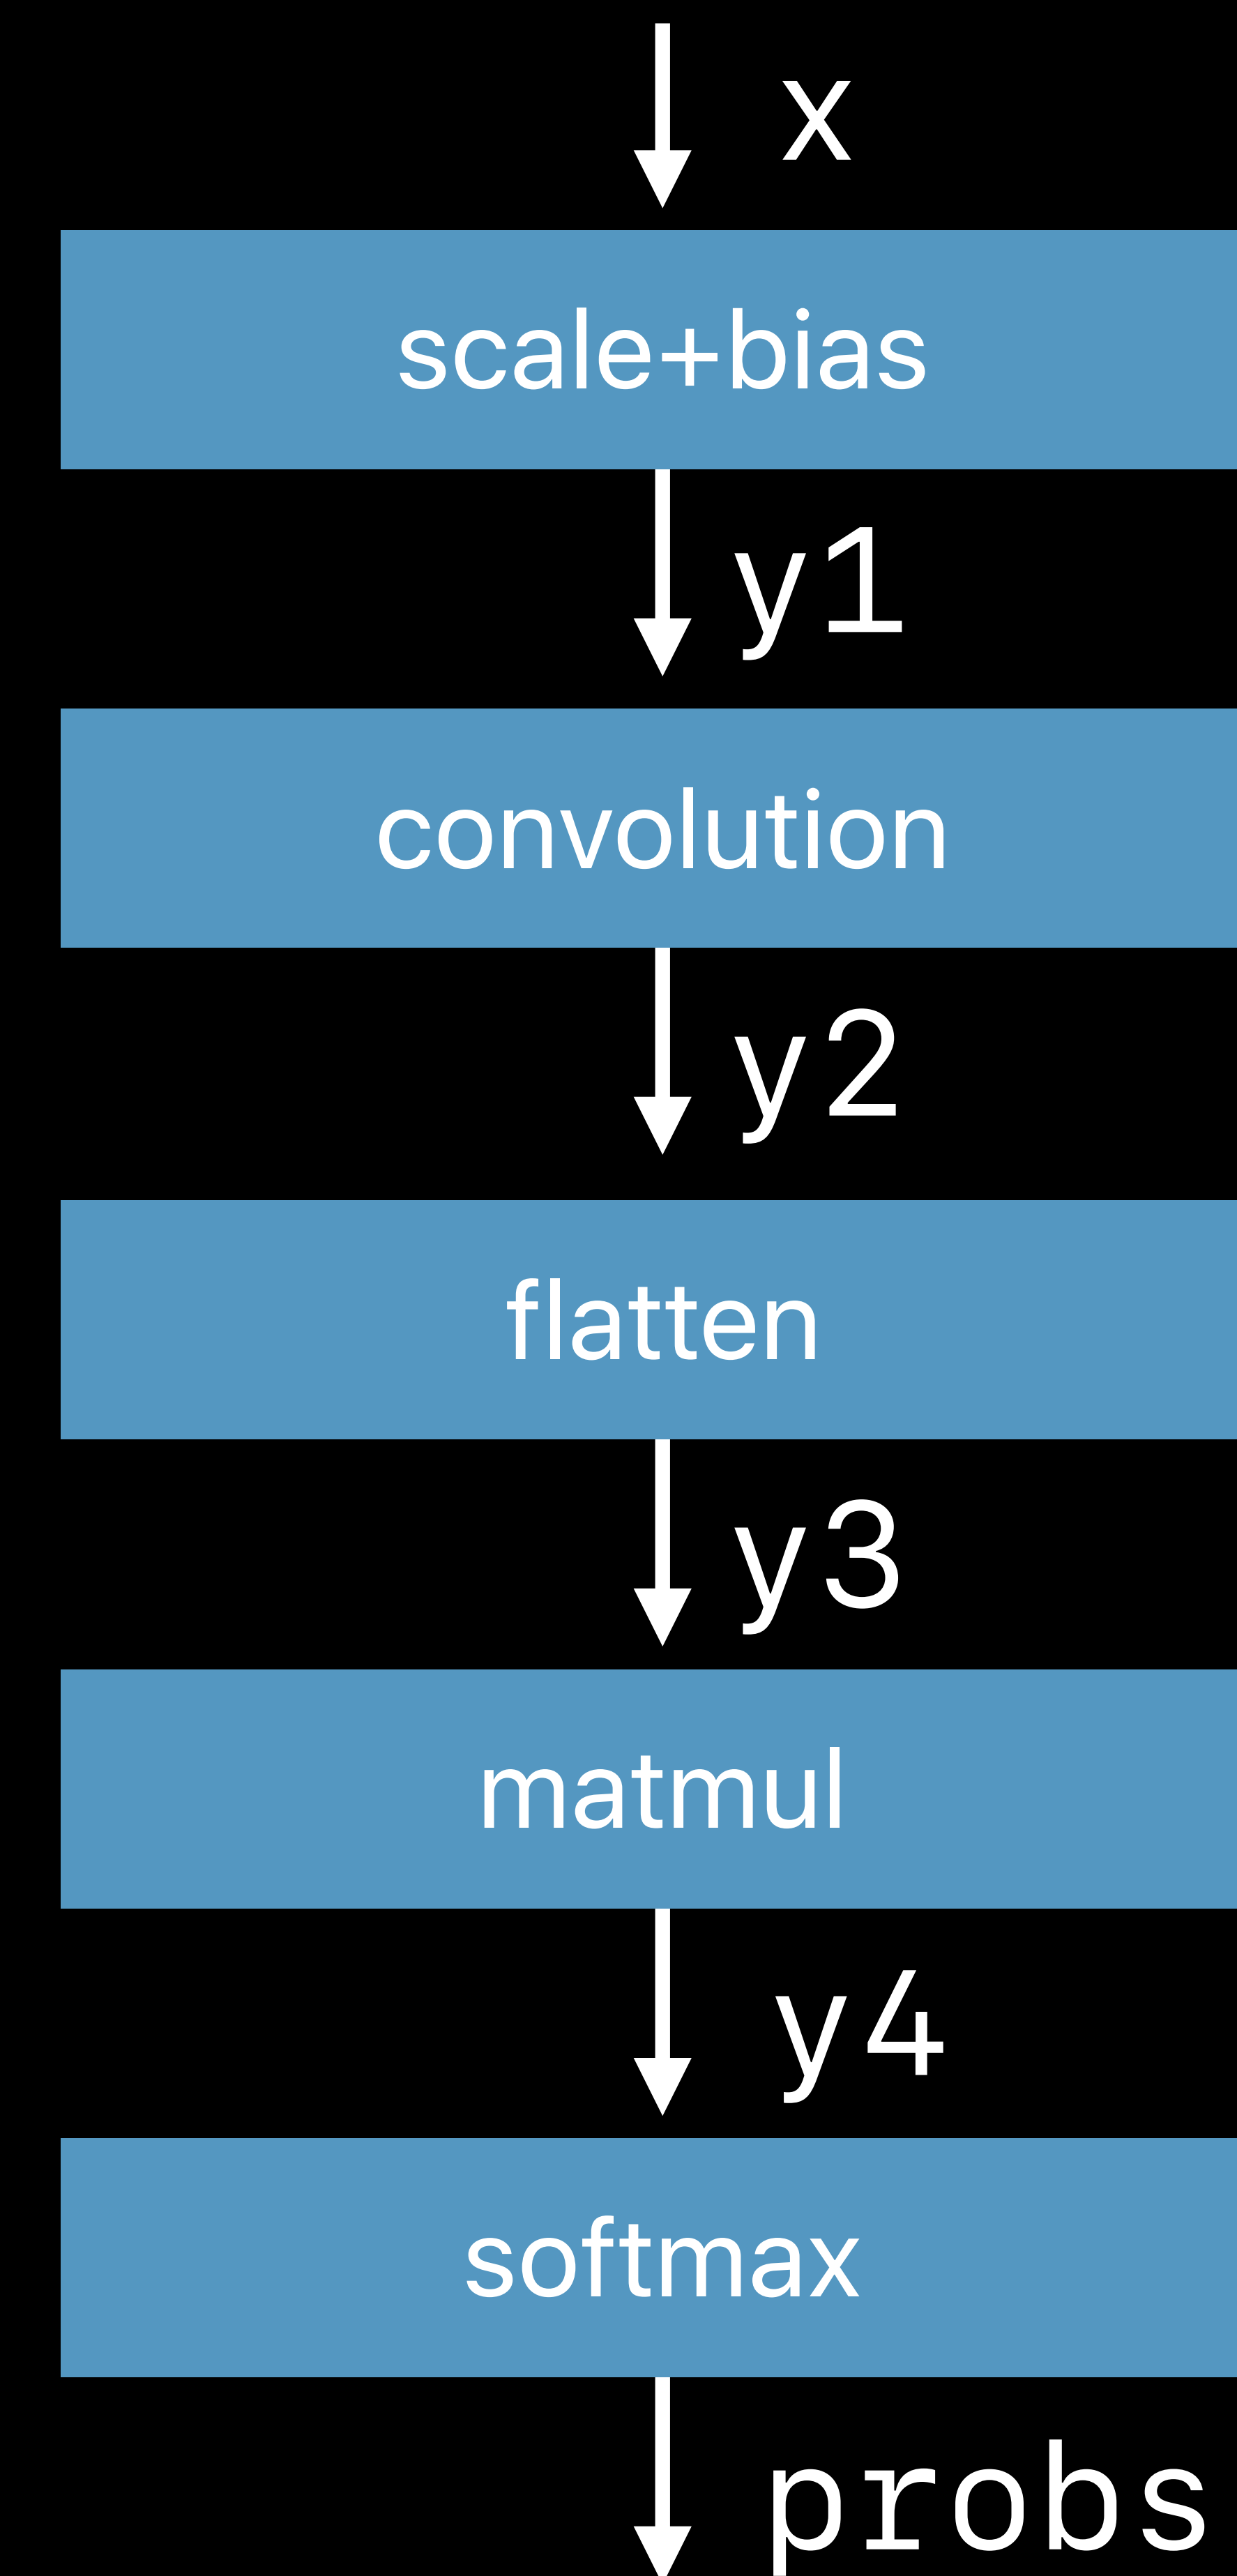 x
scale+bias
y1
convolution
y2
flatten
y3
matmul
y4
softmax
probs